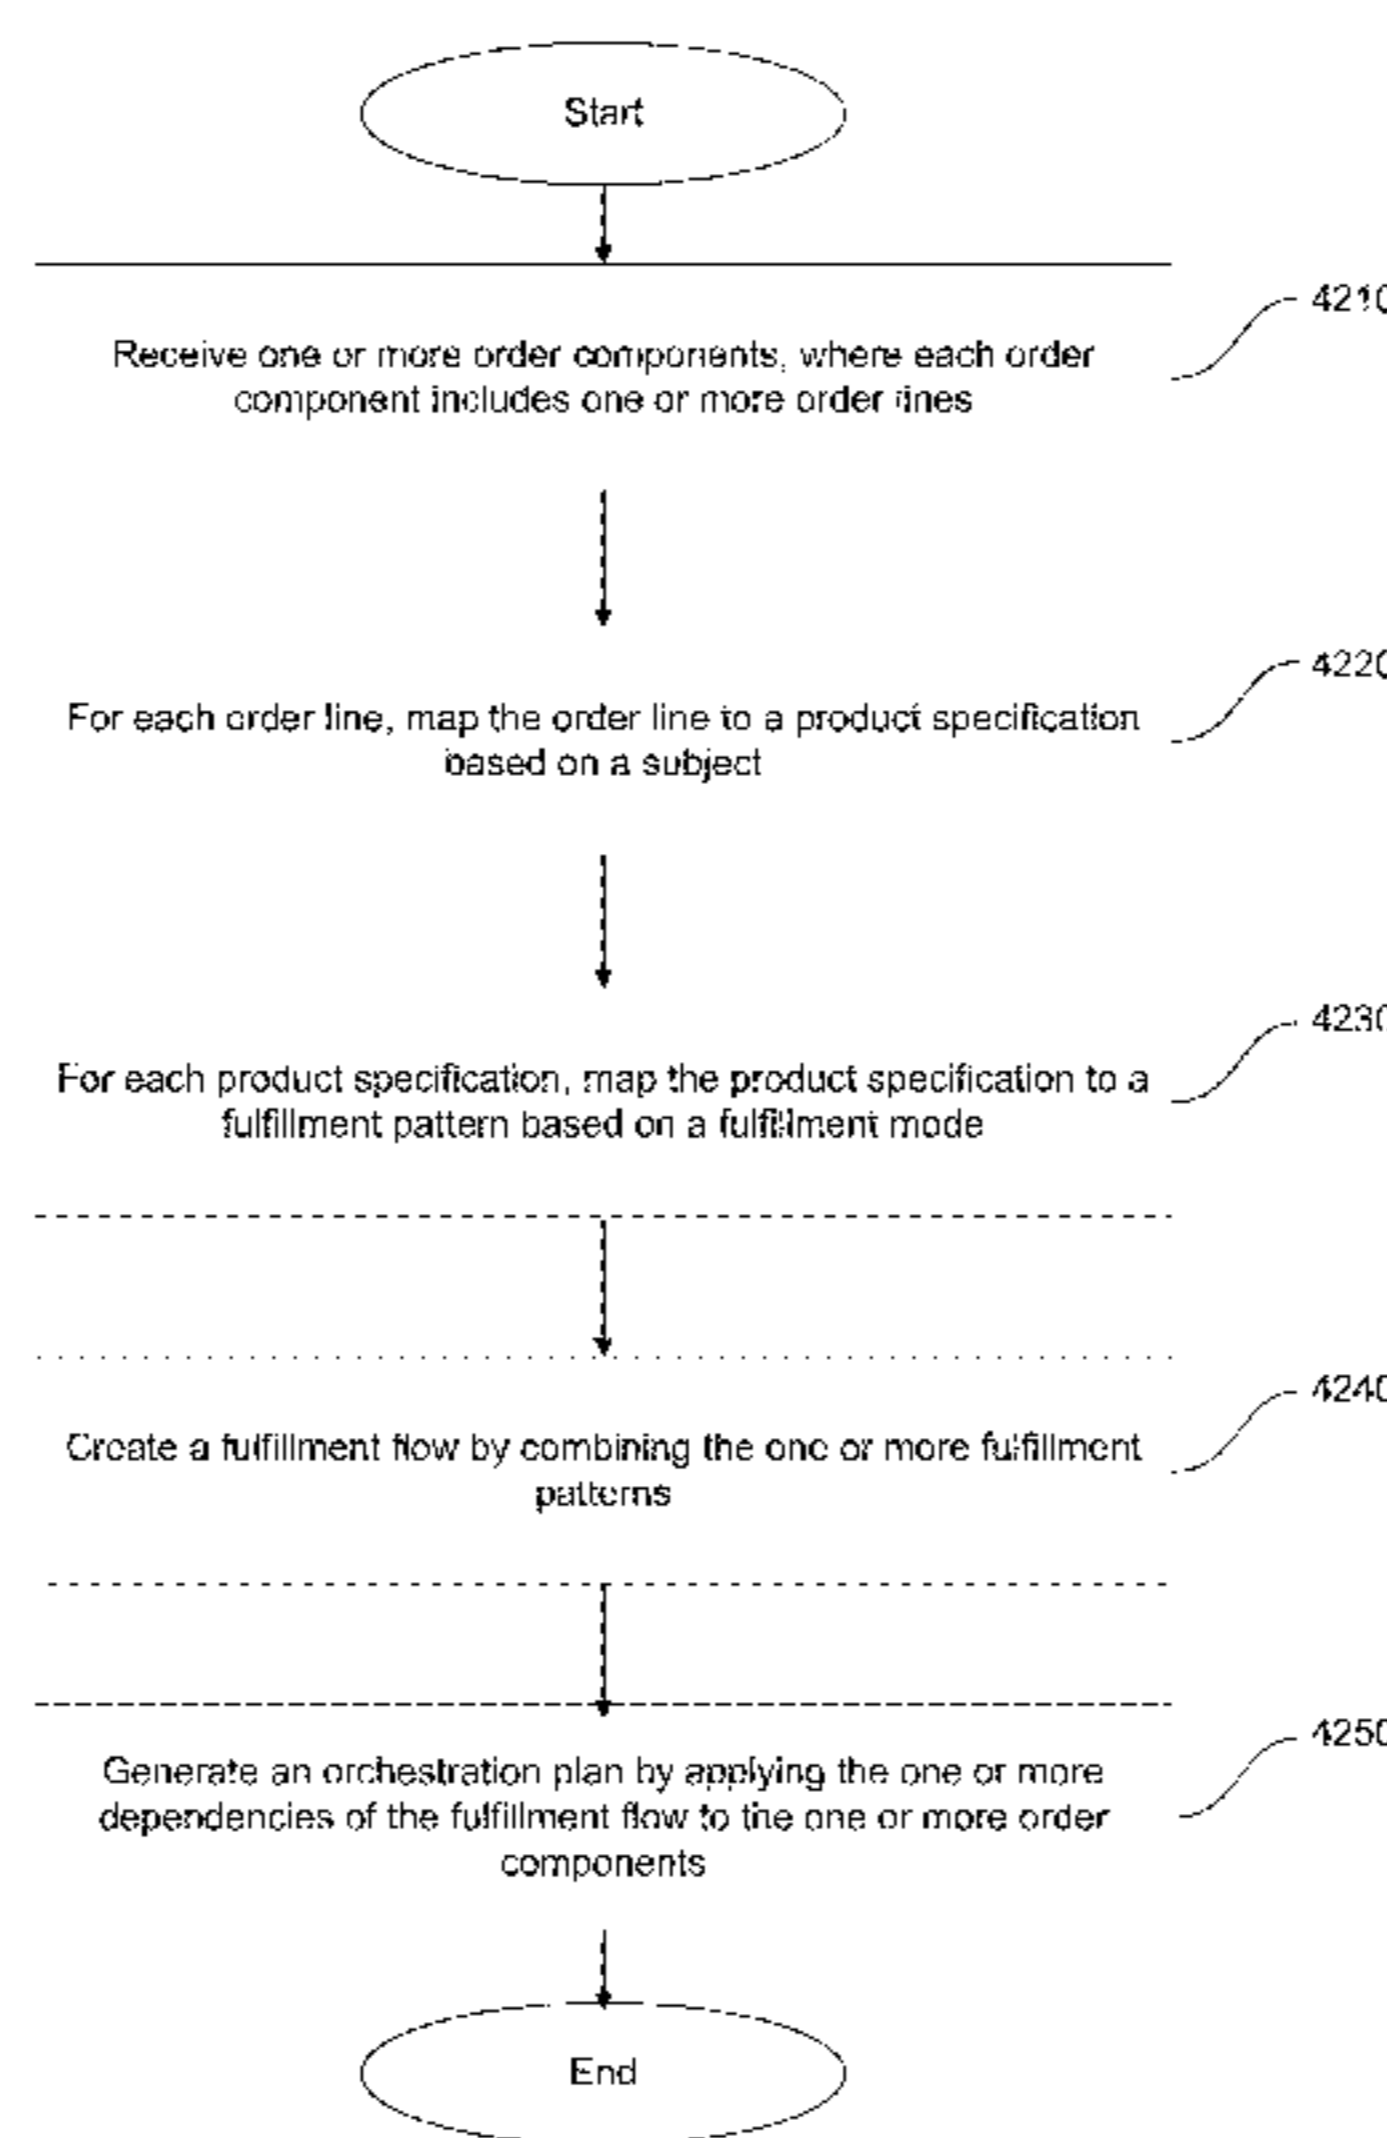 Start
4210
Receive one or more order components, where each order
component includes one or more order lines
4220
For each order line, map the order line to a product specification
based on a subject
4230
For each product specification, map the product specification to a
fulfillment pattern based on a fulfillment mode
4240
Create a fulfillment flow by combining the one or more fulfillment
patterns
4250
Generate an orchestration plan by applying the one or more
dependencies of the fulfillment flow to the one or more order
components
End